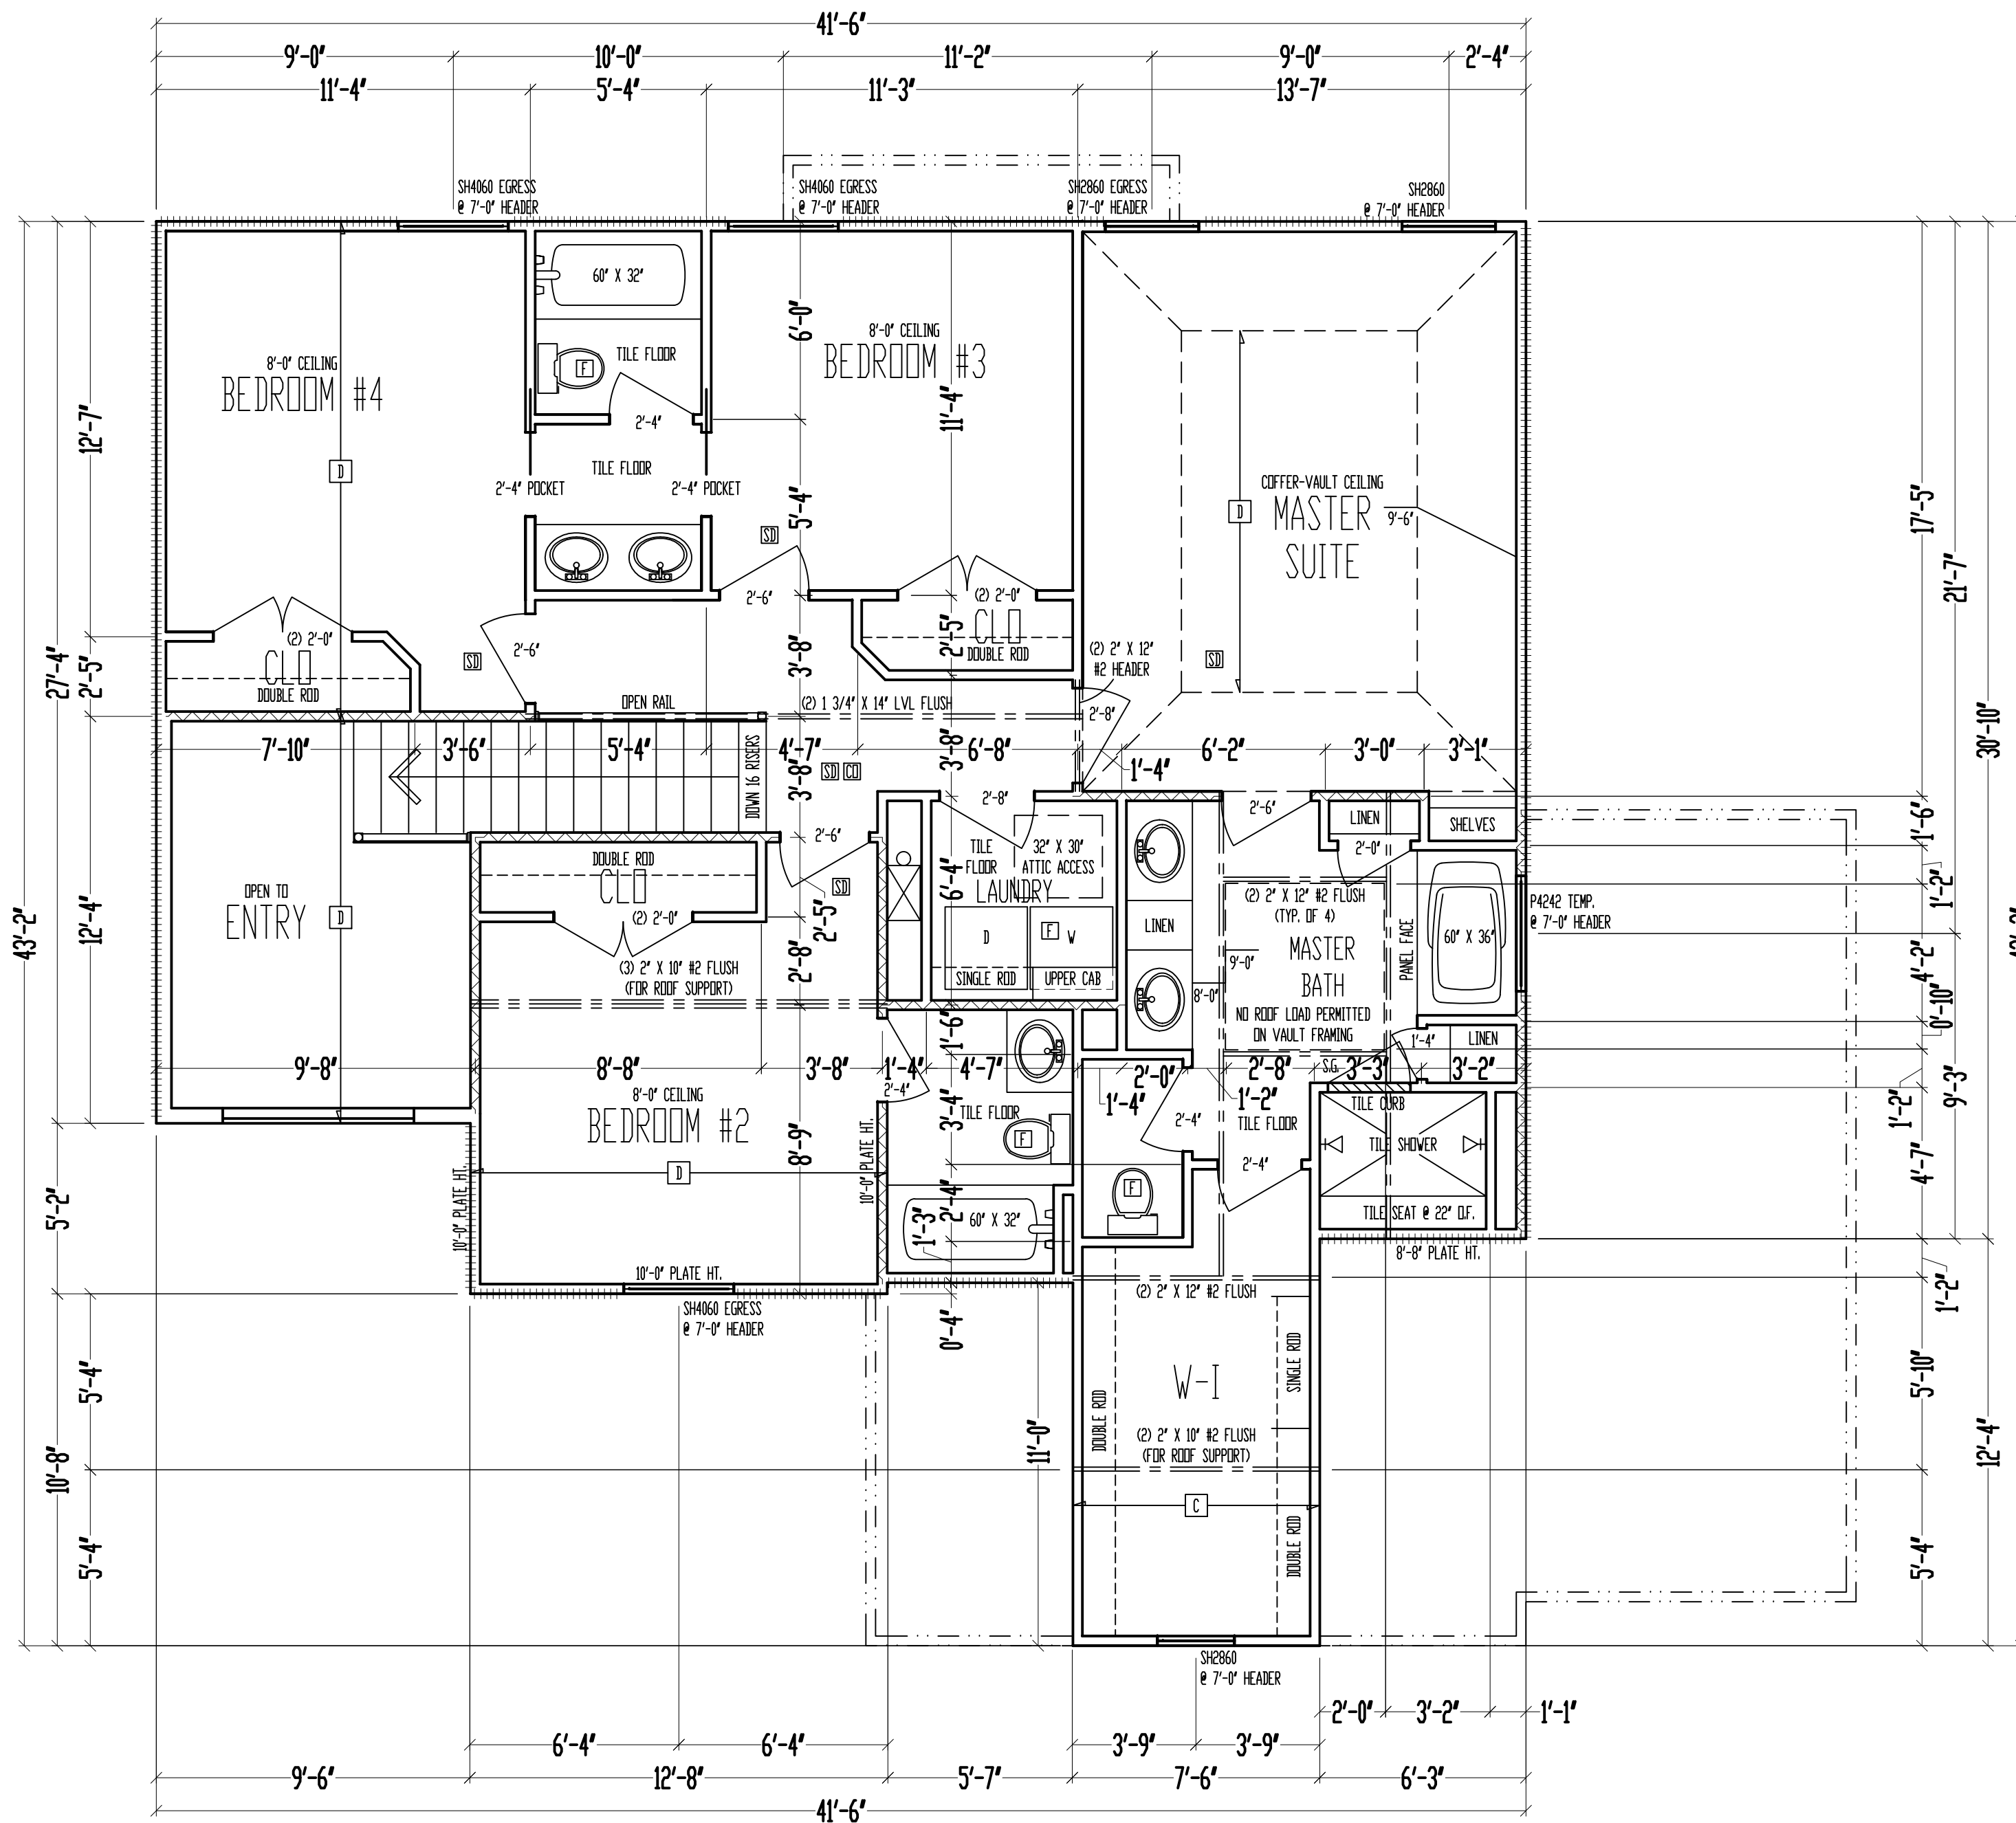 41'-6"
9'-0" 10'-0" 11'-2" 9'-0" 2'-4"
11'-4" 5'-4" 11'-3" 13'-7"
SH4060 EGRESS
@ 7'-0" HEADER
SH4060 EGRESS
@ 7'-0" HEADER
SH2860 EGRESS
@ 7'-0" HEADER
SH2860
@ 7'-0" HEADER
60" X 32"
TILE FLOOR
F
2'-4"
TILE FLOOR
2'-4" POCKET
2'-4" POCKET
8'-0" CEILING
BEDROOM #4
D
8'-0" CEILING
BEDROOM #3
6'-0"
11'-4"
5'-4"
SD
COFFER-VAULT CEILING
MASTER
SUITE
D
9'-6"
12'-7"
27'-4"
2'-5"
43'-2"
12'-4"
5'-2"
5'-4"
10'-8"
5'-4"
17'-5"
21'-7"
30'-10"
1'-6"
1'-2"
4'-2"
0'-10"
1'-2"
9'-3"
4'-7"
1'-2"
5'-10"
12'-4"
5'-4"
(2) 2'-0"
CLO
DOUBLE ROD
SD
2'-6"
2'-6"
3'-8"
(2) 2'-0"
CLO
DOUBLE ROD
2'-5"
(2) 2" X 12"
#2 HEADER
SD
2'-8"
OPEN RAIL
(2) 1 3/4" X 14" LVL FLUSH
7'-10" 3'-6" 5'-4" 4'-7" 6'-8" 6'-2" 3'-0" 3'-1"
1'-4"
DOWN 16 RISERS
3'-8"
3'-8"
SD CO
2'-6"
2'-8"
2'-6"
LINEN
SHELVES
2'-0"
OPEN TO
ENTRY
D
DOUBLE ROD
CLO
(2) 2'-0"
SD
2'-5"
2'-8"
TILE
FLOOR
32" X 30"
ATTIC ACCESS
LAUNDRY
6'-4"
D
F
W
SINGLE ROD
UPPER CAB
LINEN
(2) 2" X 12" #2 FLUSH
(TYP. OF 4)
MASTER
BATH
9'-0"
8'-0"
NO ROOF LOAD PERMITTED
ON VAULT FRAMING
PANEL FACE
60" X 36"
P4242 TEMP.
@ 7'-0" HEADER
LINEN
1'-4"
S.G.
(3) 2" X 10" #2 FLUSH
(FOR ROOF SUPPORT)
9'-8" 8'-8" 3'-8" 1'-4" 4'-7" 2'-0" 2'-8" 3'-3" 3'-2"
1'-6"
2'-4"
1'-4"
1'-2"
8'-0" CEILING
BEDROOM #2
D
8'-9"
10'-0" PLATE HT.
10'-0" PLATE HT.
10'-0" PLATE HT.
SH4060 EGRESS
@ 7'-0" HEADER
TILE FLOOR
3'-4"
F
2'-4"
60" X 32"
1'-3"
0'-4"
2'-4"
F
TILE FLOOR
2'-4"
TILE CURB
TILE SHOWER
TILE SEAT @ 22" O.F.
8'-8" PLATE HT.
(2) 2" X 12" #2 FLUSH
W-I
DOUBLE ROD
SINGLE ROD
(2) 2" X 10" #2 FLUSH
(FOR ROOF SUPPORT)
11'-0"
C
DOUBLE ROD
SH2860
@ 7'-0" HEADER
2'-0" 3'-2" 1'-1"
6'-4" 6'-4" 3'-9" 3'-9"
9'-6" 12'-8" 5'-7" 7'-6" 6'-3"
41'-6"